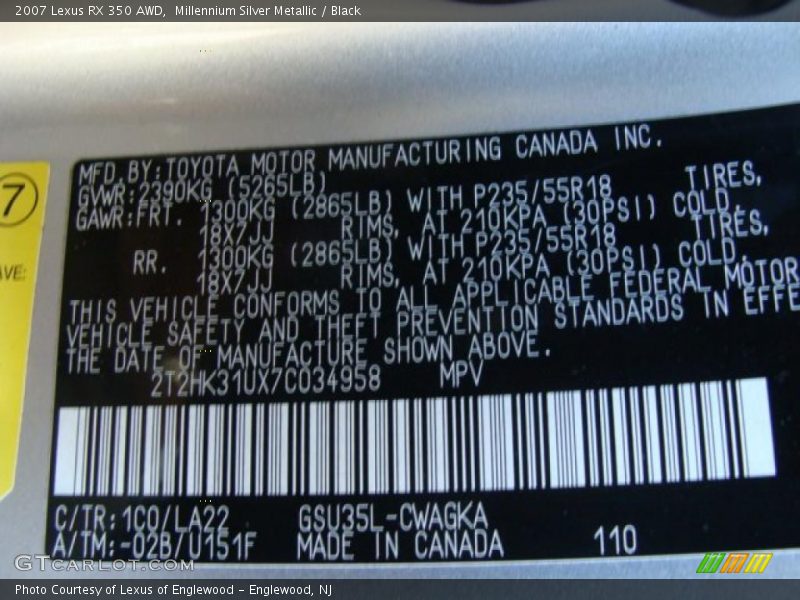 2007 Lexus RX 350 AWD,  Millennium Silver Metallic / Black
7
AVE:
MFD.BY:TOYOTA MOTOR MANUFACTURING CANADA INC.
GVWR:2390KG (5265LB)
GAWR:FRT. 1300KG (2865LB) WITH P235/55R18 TIRES,
18X7JJ RIMS, AT 210KPA (30PSI) COLD.
RR. 1300KG (2865LB) WITH P235/55R18 TIRES,
18X7JJ RIMS, AT 210KPA (30PSI) COLD.
THIS VEHICLE CONFORMS TO ALL APPLICABLE FEDERAL MOTOR
VEHICLE SAFETY AND THEFT PREVENTION STANDARDS IN EFFE
THE DATE OF MANUFACTURE SHOWN ABOVE.
2T2HK31UX7C034958 MPV
C/TR:1C0/LA22 GSU35L-CWAGKA
A/TM:-02B/U151F MADE IN CANADA 110
GTCarLot.com
Photo Courtesy of Lexus of Englewood – Englewood, NJ